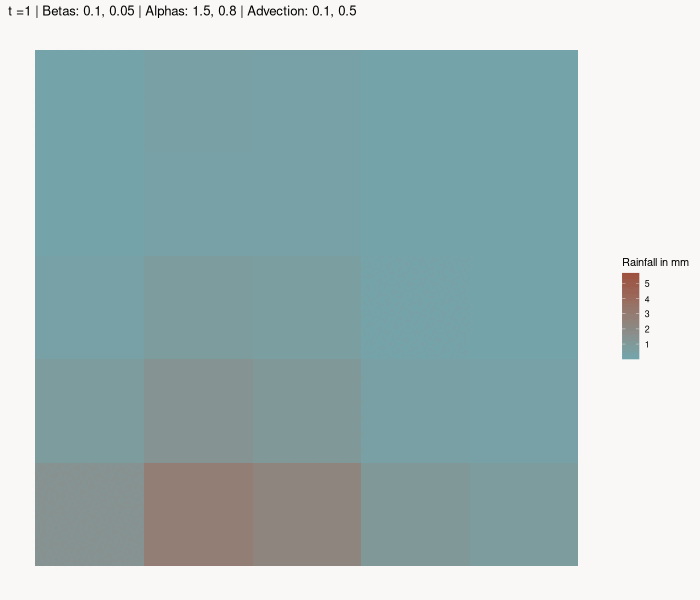 t =1 | Betas: 0.1, 0.05 | Alphas: 1.5, 0.8 | Advection: 0.1, 0.5
Rainfall in mm
5
4
3
2
1